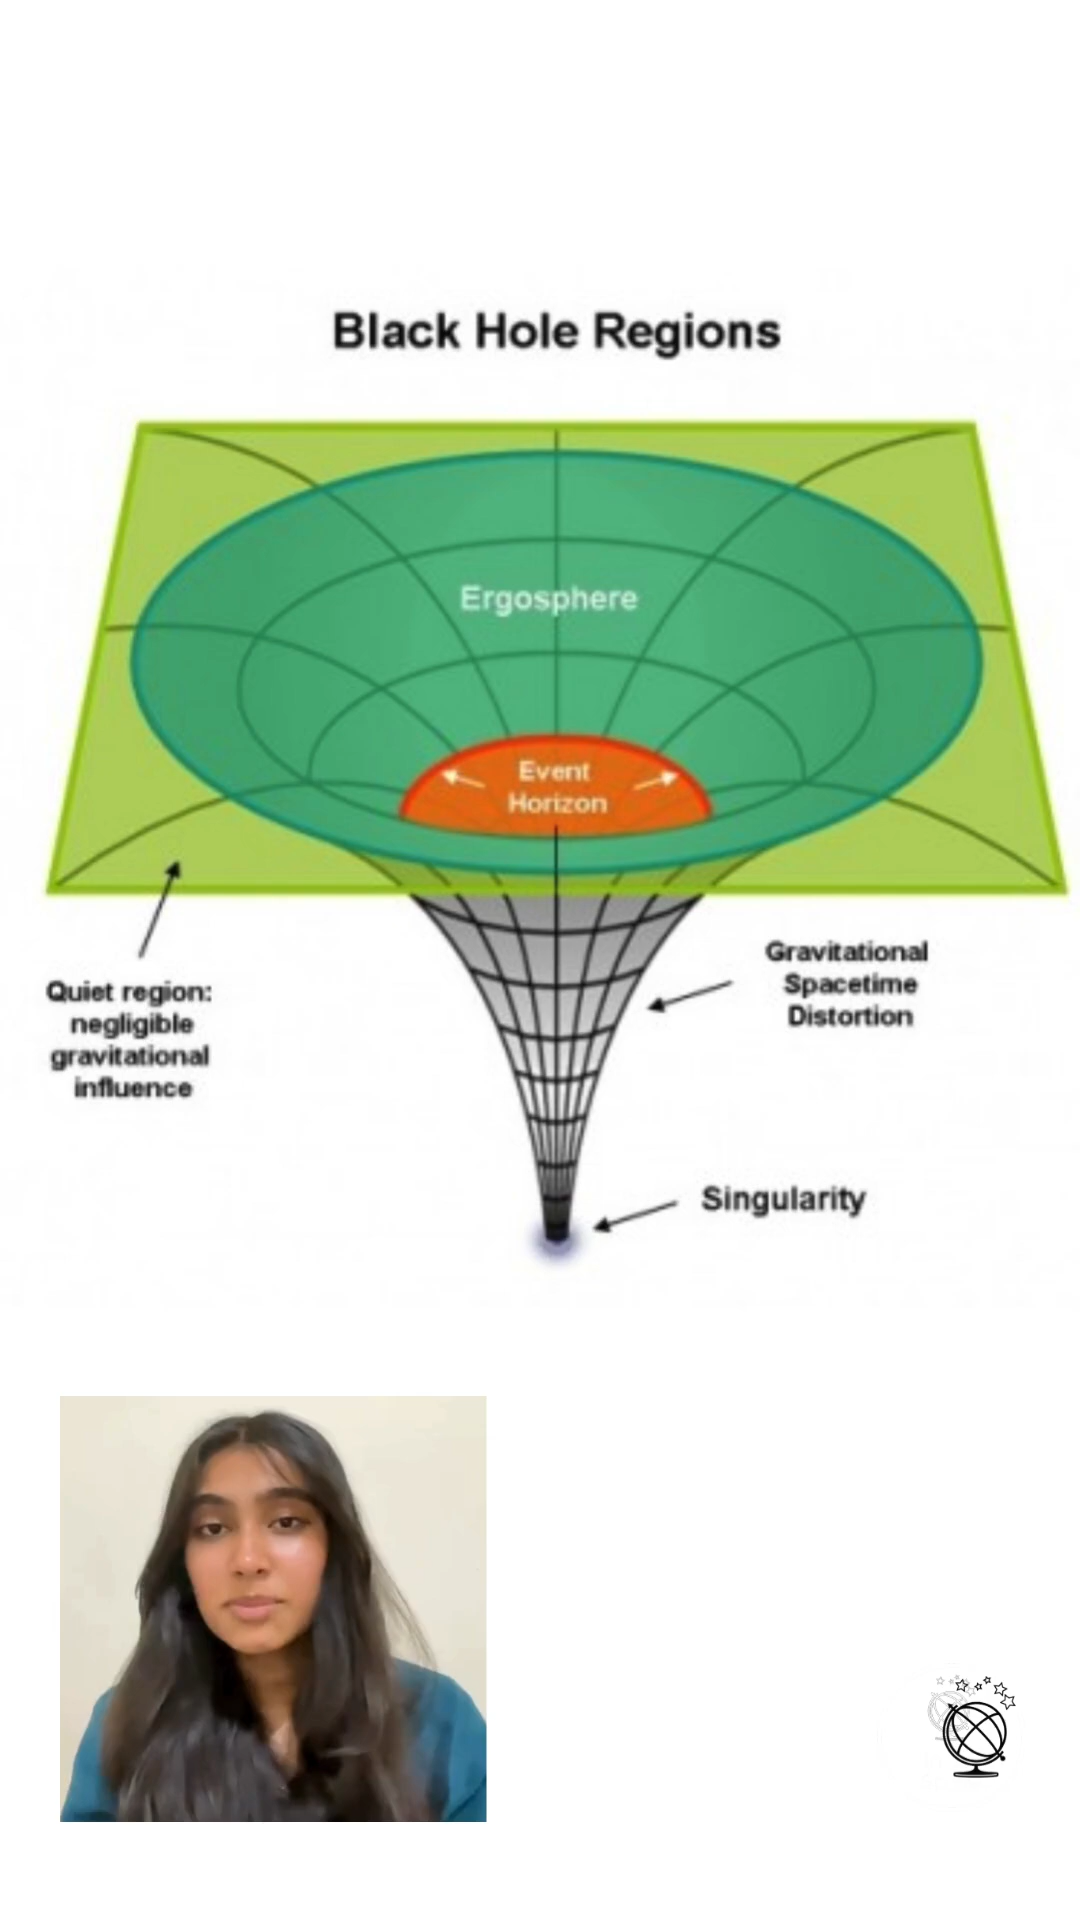 Black Hole Regions
Ergosphere
Event
Horizon
Gravitational
Spacetime
Distortion
Quiet region:
negligible
gravitational
influence
Singularity